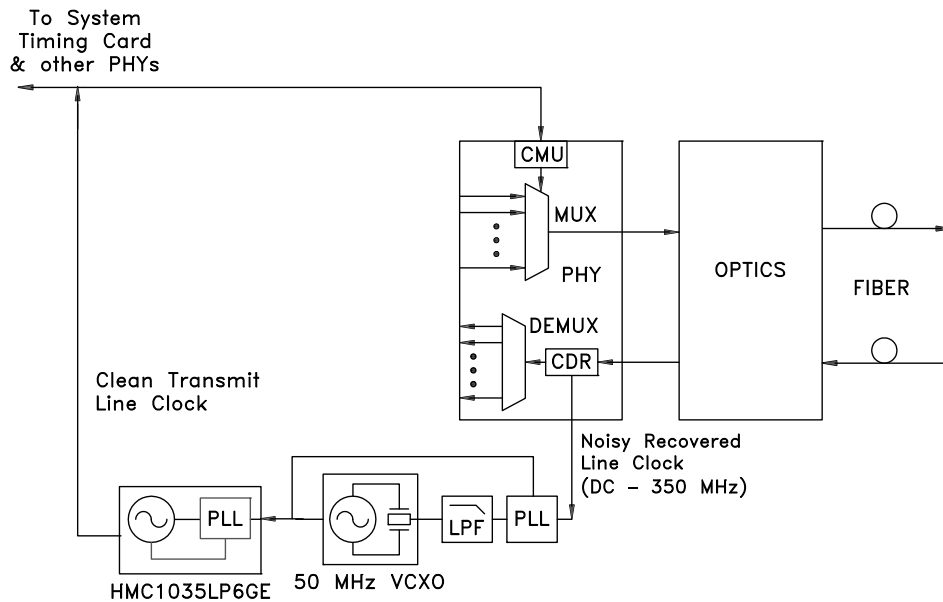 To System
Timing Card
& other PHYs
CMU
MUX
PHY
OPTICS
FIBER
DEMUX
CDR
Clean Transmit
Line Clock
Noisy Recovered
Line Clock
(DC - 350 MHz)
PLL
LPF
PLL
HMC1035LP6GE
50 MHz VCXO